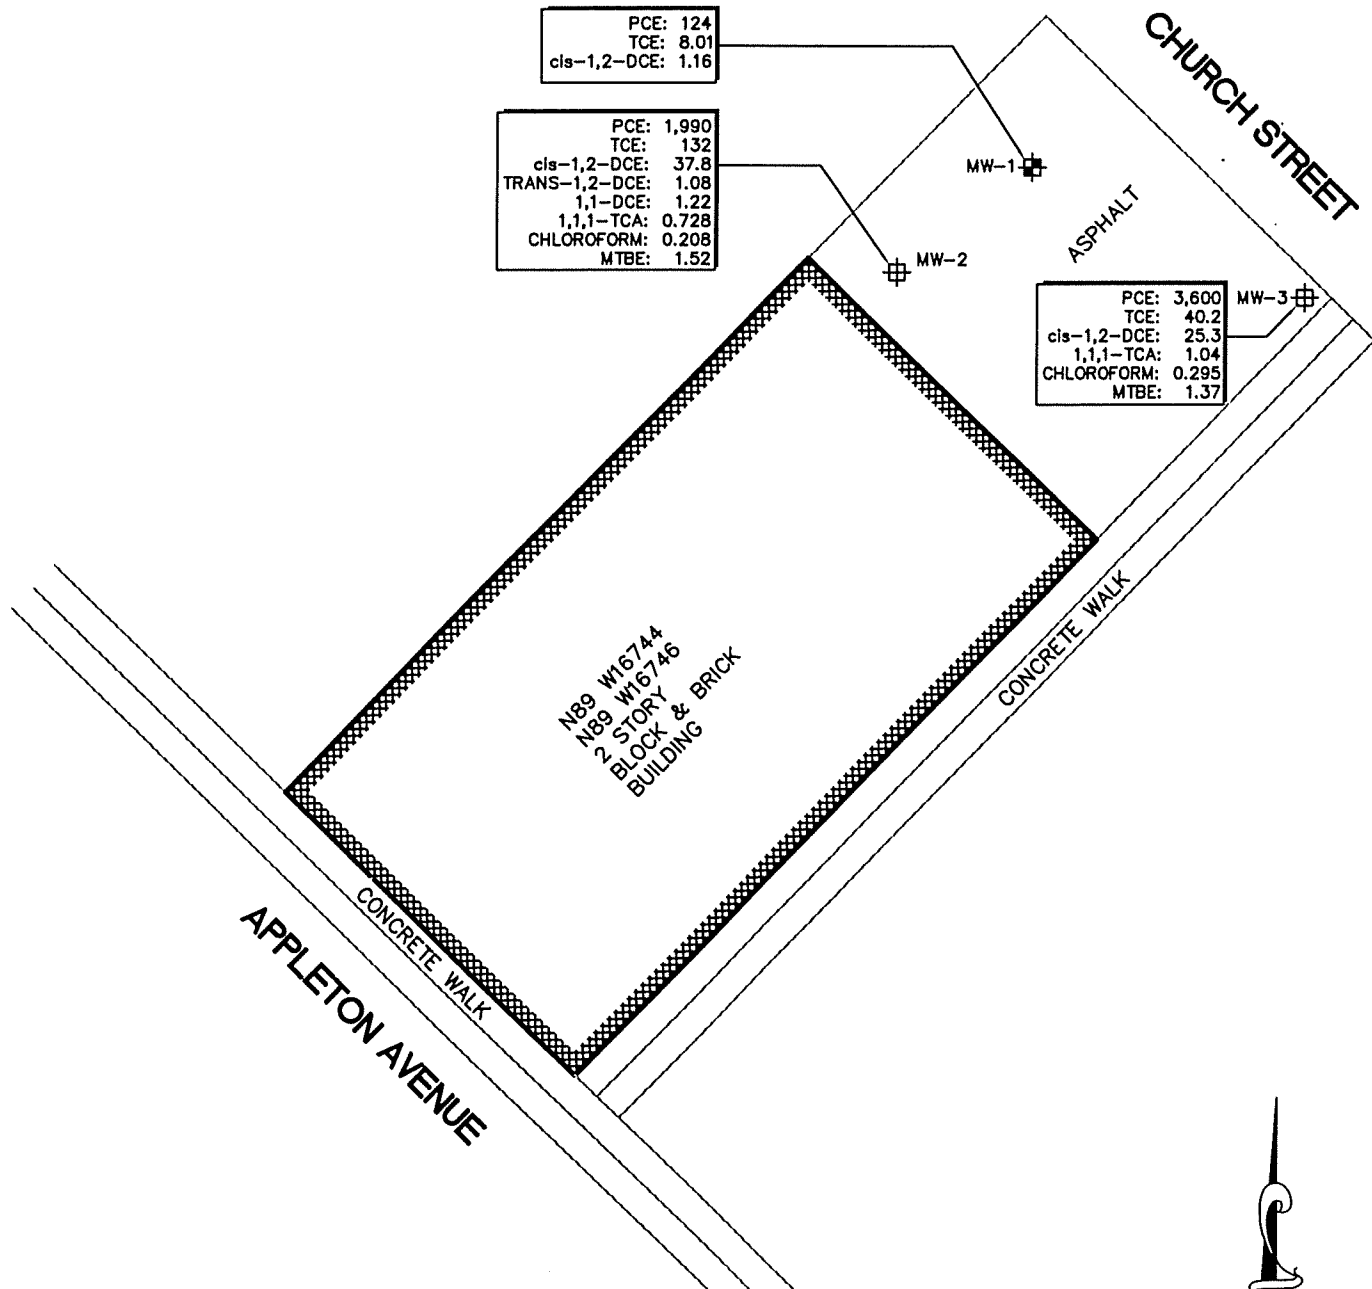 PCE: 124
TCE: 8.01
cis-1,2-DCE: 1.16
CHURCH STREET
PCE: 1,990
TCE: 132
cis-1,2-DCE: 37.8
TRANS-1,2-DCE: 1.08
1,1-DCE: 1.22
1,1,1-TCA: 0.728
CHLOROFORM: 0.208
MTBE: 1.52
MW-1
ASPHALT
MW-2
MW-3
PCE: 3,600
TCE: 40.2
cis-1,2-DCE: 25.3
1,1,1-TCA: 1.04
CHLOROFORM: 0.295
MTBE: 1.37
N89 W16744
N89 W16746
2 STORY
BLOCK & BRICK
BUILDING
CONCRETE WALK
CONCRETE WALK
APPLETON AVENUE